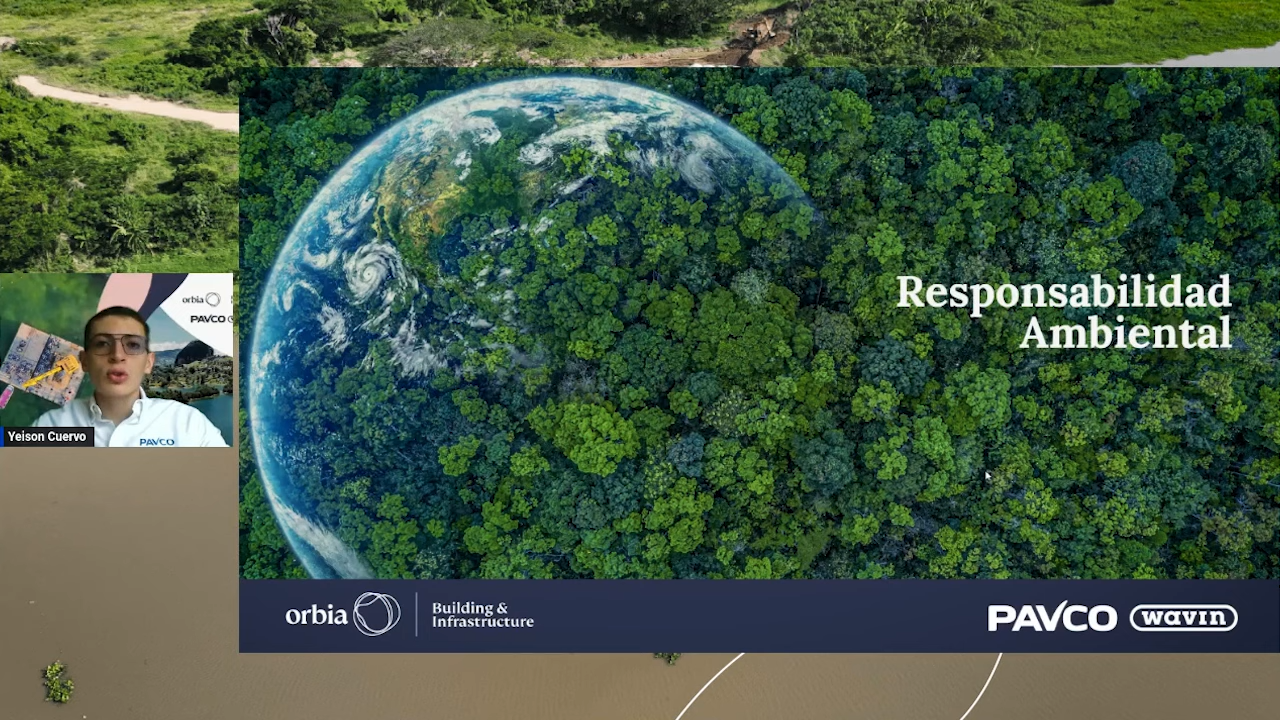 Responsabilidad
Ambiental
orbia
PAVCO
PAVCO
Yeison Cuervo
orbia
Building &
Infrastructure
PAVCO
wavin